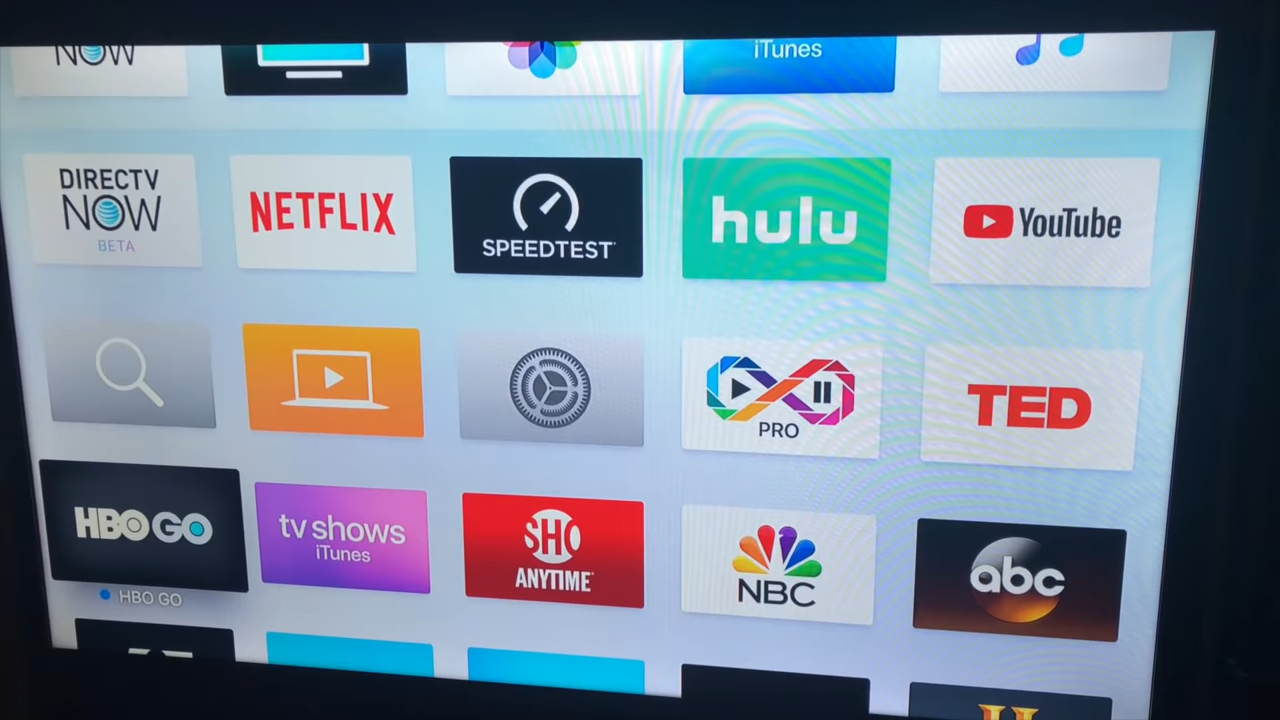 NOW
iTunes
DIRECTV
NOW
BETA
NETFLIX
SPEEDTEST
hulu
YouTube
PRO
TED
HBO GO
tv shows
iTunes
SHO
ANYTIME
NBC
abc
HBO GO
H